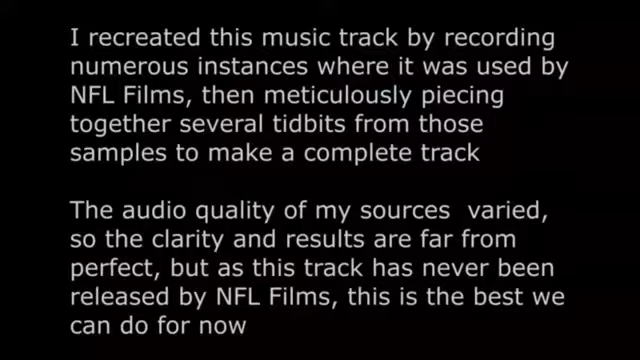 I recreated this music track by recording
numerous instances where it was used by
NFL Films, then meticulously piecing
together several tidbits from those
samples to make a complete track
The audio quality of my sources  varied,
so the clarity and results are far from
perfect, but as this track has never been
released by NFL Films, this is the best we
can do for now